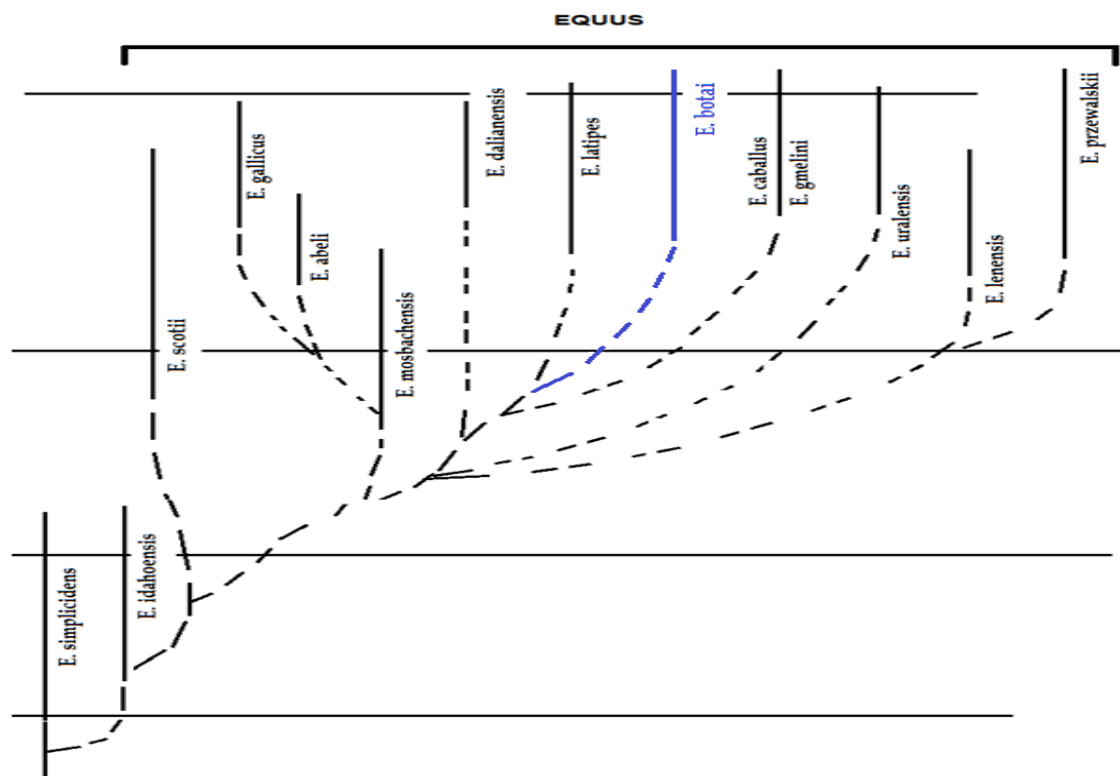 EQUUS
E. simplicidens
E. idahoensis
E. scotii
E. gallicus
E. abeli
E. mosbachensis
E. dalianensis
E. latipes
E. botai
E. caballus
E. gmelini
E. uralensis
E. lenensis
E. przewalskii